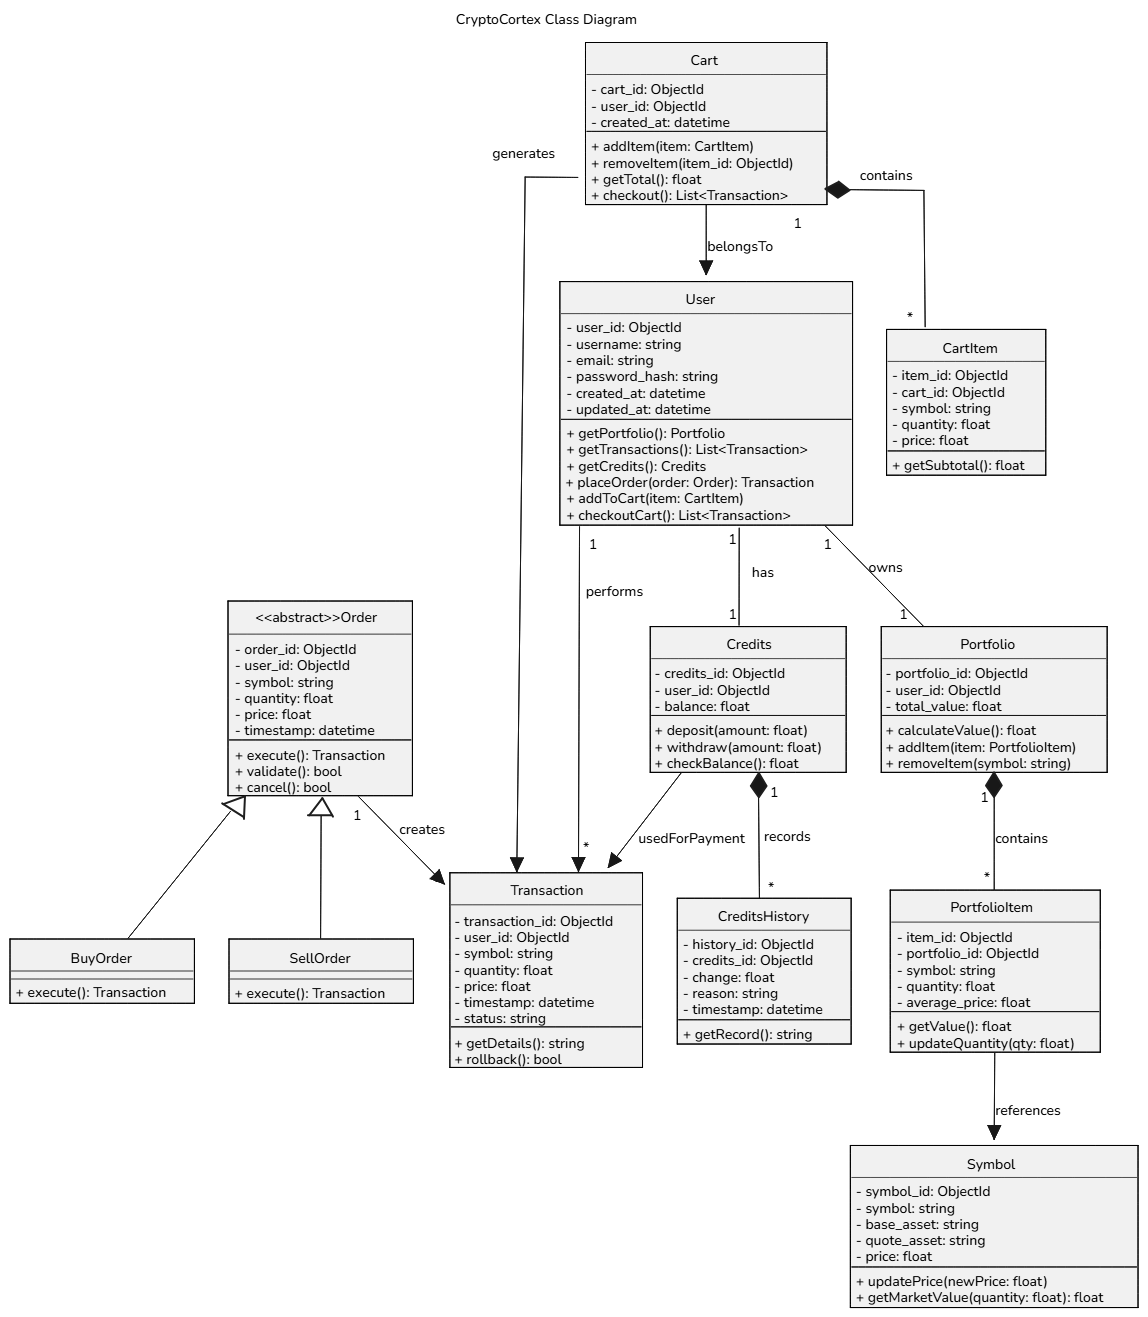 CryptoCortex Class Diagram
Cart
- cart_id: ObjectId
- user_id: ObjectId
- created_at: datetime
+ addItem(item: CartItem)
+ removeItem(item_id: ObjectId)
+ getTotal(): float
+ checkout(): List<Transaction>
generates
contains
1
belongsTo
*
User
- user_id: ObjectId
- username: string
- email: string
- password_hash: string
- created_at: datetime
- updated_at: datetime
+ getPortfolio(): Portfolio
+ getTransactions(): List<Transaction>
+ getCredits(): Credits
+ placeOrder(order: Order): Transaction
+ addToCart(item: CartItem)
+ checkoutCart(): List<Transaction>
CartItem
- item_id: ObjectId
- cart_id: ObjectId
- symbol: string
- quantity: float
- price: float
+ getSubtotal(): float
1
1
1
has
owns
performs
1
1
<<abstract>>Order
- order_id: ObjectId
- user_id: ObjectId
- symbol: string
- quantity: float
- price: float
- timestamp: datetime
+ execute(): Transaction
+ validate(): bool
+ cancel(): bool
Credits
- credits_id: ObjectId
- user_id: ObjectId
- balance: float
+ deposit(amount: float)
+ withdraw(amount: float)
+ checkBalance(): float
Portfolio
- portfolio_id: ObjectId
- user_id: ObjectId
- total_value: float
+ calculateValue(): float
+ addItem(item: PortfolioItem)
+ removeItem(symbol: string)
1
creates
*
usedForPayment
1
records
*
1
contains
*
BuyOrder
+ execute(): Transaction
SellOrder
+ execute(): Transaction
Transaction
- transaction_id: ObjectId
- user_id: ObjectId
- symbol: string
- quantity: float
- price: float
- timestamp: datetime
- status: string
+ getDetails(): string
+ rollback(): bool
CreditsHistory
- history_id: ObjectId
- credits_id: ObjectId
- change: float
- reason: string
- timestamp: datetime
+ getRecord(): string
PortfolioItem
- item_id: ObjectId
- portfolio_id: ObjectId
- symbol: string
- quantity: float
- average_price: float
+ getValue(): float
+ updateQuantity(qty: float)
references
Symbol
- symbol_id: ObjectId
- symbol: string
- base_asset: string
- quote_asset: string
- price: float
+ updatePrice(newPrice: float)
+ getMarketValue(quantity: float): float